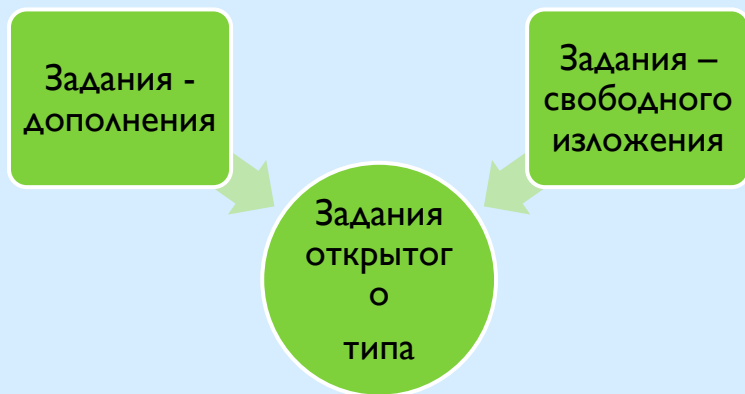 Задания -
дополнения
Задания –
свободного
изложения
Задания
открытог
о
типа